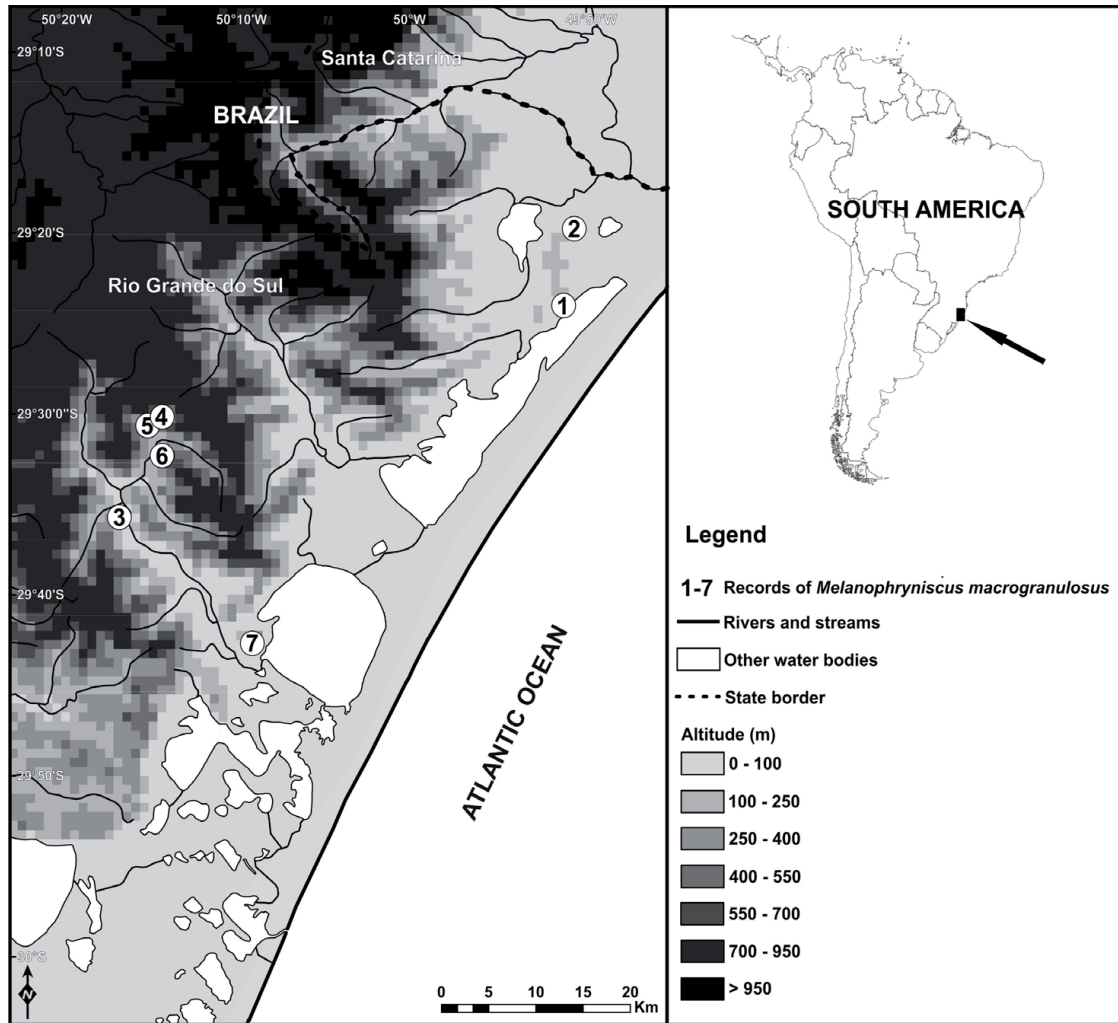 50°20'W 50°10'W 50°W 49°50'W
29°10'S
Santa Catarina
BRAZIL
29°20'S
Rio Grande do Sul
2
1
29°30'0"S
4
5
6
3
29°40'S
7
29°50'S
30°S
N
ATLANTIC OCEAN
0 5 10 15 20
Km
SOUTH AMERICA
Legend
1-7 Records of Melanophryniscus macrogranulosus
Rivers and streams
Other water bodies
State border
Altitude (m)
0 - 100
100 - 250
250 - 400
400 - 550
550 - 700
700 - 950
> 950